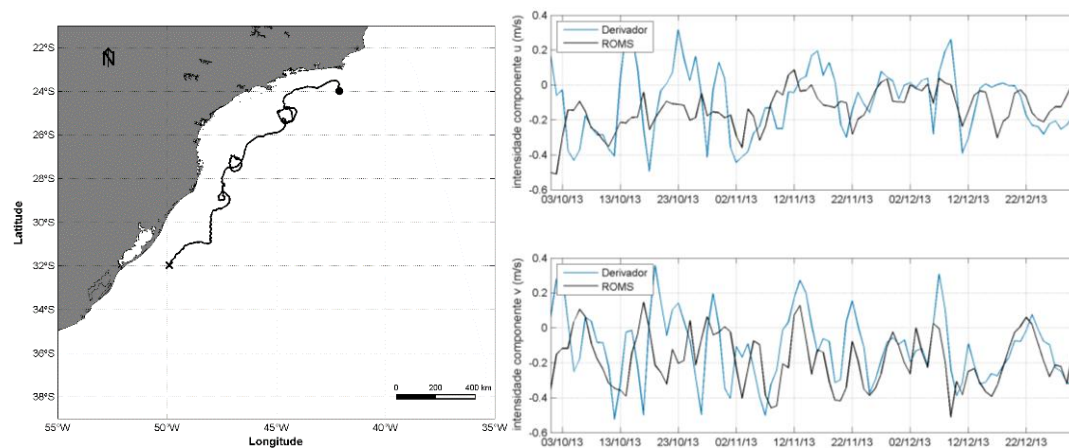 N
22°S
24°S
26°S
28°S
30°S
32°S
34°S
36°S
38°S
Latitude
0 200 400 km
55°W 50°W 45°W 40°W 35°W
Longitude
intensidade componente u (m/s)
0.4
0.2
0
-0.2
-0.4
-0.6
Derivador
ROMS
03/10/13 13/10/13 23/10/13 02/11/13 12/11/13 22/11/13 02/12/13 12/12/13 22/12/13
intensidade componente v (m/s)
0.4
0.2
0
-0.2
-0.4
-0.6
Derivador
ROMS
03/10/13 13/10/13 23/10/13 02/11/13 12/11/13 22/11/13 02/12/13 12/12/13 22/12/13